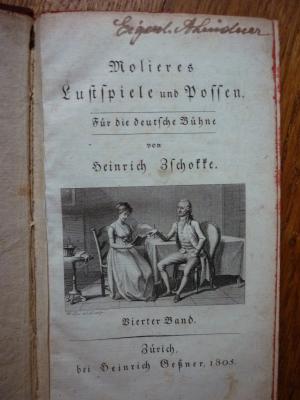 Molieres
Lustspiele und Possen.
Für die deutsche Bühne
von
Heinrich Zschokke.
Vierter Band.
Zürich,
bei Heinrich Geßner, 1805.